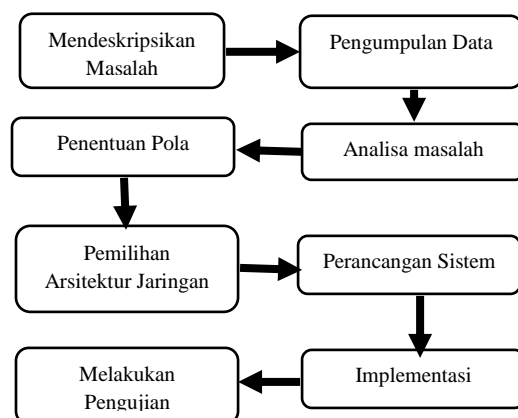 Mendeskripsikan
Masalah
Pengumpulan Data
Analisa masalah
Penentuan Pola
Pemilihan
Arsitektur Jaringan
Perancangan Sistem
Implementasi
Melakukan
Pengujian